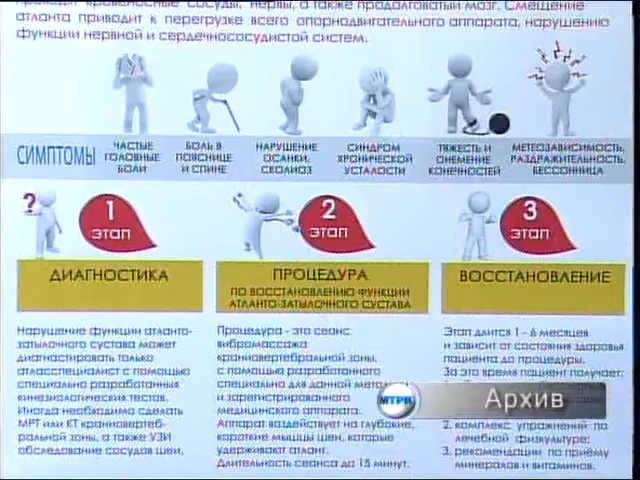 проходят кровеносные сосуды, нервы, а также продолговатый мозг. Смещение
атланта приводит к перегрузке всего опорнодвигательного аппарата, нарушению
функции нервной и сердечнососудистой систем.
СИМПТОМЫ
ЧАСТЫЕ
ГОЛОВНЫЕ
БОЛИ
БОЛЬ В
ПОЯСНИЦЕ
И СПИНЕ
НАРУШЕНИЕ
ОСАНКИ,
СКОЛИОЗ
СИНДРОМ
ХРОНИЧЕСКОЙ
УСТАЛОСТИ
ТЯЖЕСТЬ И
ОНЕМЕНИЕ
КОНЕЧНОСТЕЙ
МЕТЕОЗАВИСИМОСТЬ,
РАЗДРАЖИТЕЛЬНОСТЬ,
БЕССОННИЦА
?
1
ЭТАП
2
ЭТАП
3
ЭТАП
ДИАГНОСТИКА
Нарушение функции атланто-
затылочного сустава может
диагностировать только
атласспециалист с помощью
специально разработанных
кинезиологических тестов.
Иногда необходимо сделать
МРТ или КТ краниовертеб-
ральной зоны, а также УЗИ
обследование сосудов шеи.
ПРОЦЕДУРА
ПО ВОССТАНОВЛЕНИЮ ФУНКЦИИ
АТЛАНТО-ЗАТЫЛОЧНОГО СУСТАВА
Процедура - это сеанс
вибромассажа
краниовертебральной зоны,
с помощью разработанного
специально для данной
и зарегистрированного
медицинского аппарата.
Аппарат воздействует на глубокие,
короткие мышцы шеи, которые
удерживают атлант.
Длительность сеанса до 15 минут.
ВОССТАНОВЛЕНИЕ
Этап длится 1 - 6 месяцев
и зависит от состояния здоровья
пациента до процедуры.
За это время пациент получает:
2. комплекс упражнений по
лечебной физкультуре;
3. рекомендации по приёму
минералов и витаминов.
МТРК
Архив